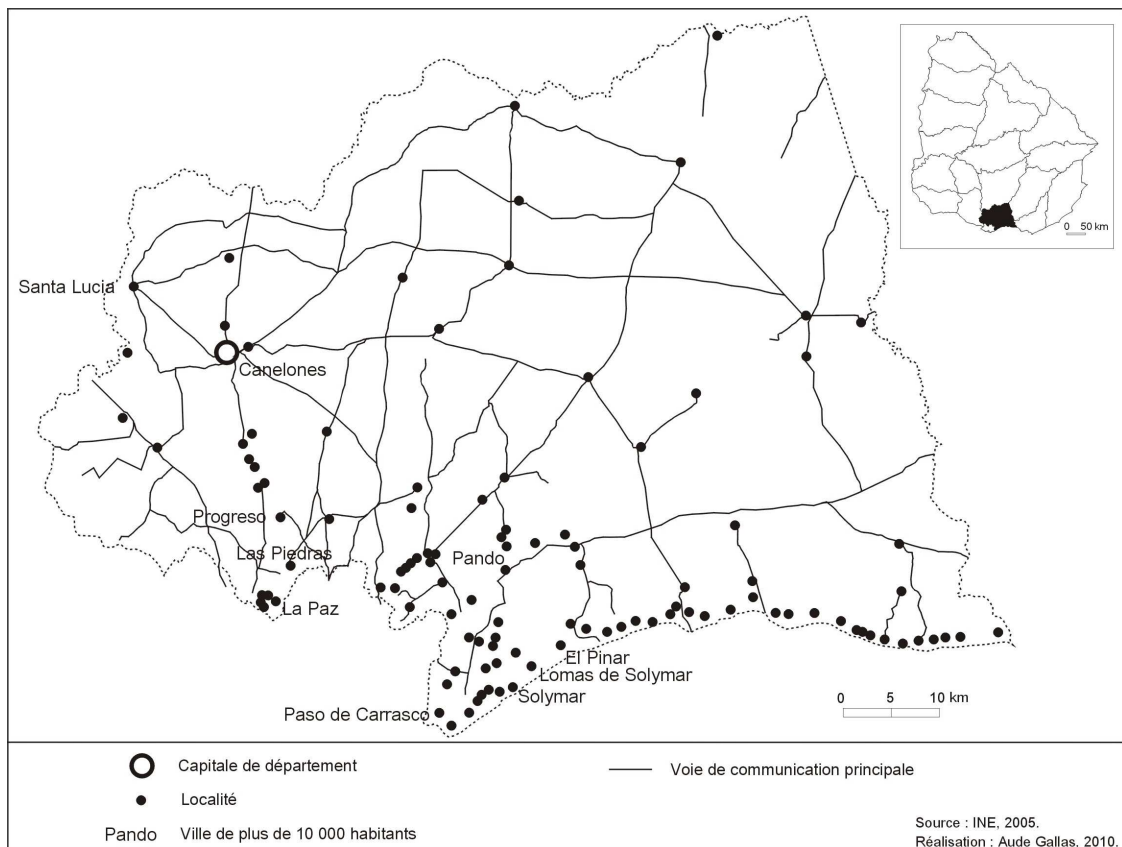 0 50 km
Santa Lucia
Canelones
Progreso
Las Piedras
Pando
La Paz
El Pinar
Lomas de Solymar
Solymar
Paso de Carrasco
0 5 10 km
Capitale de département
Voie de communication principale
Localité
Pando Ville de plus de 10 000 habitants
Source : INE, 2005.
Réalisation : Aude Gallas, 2010.